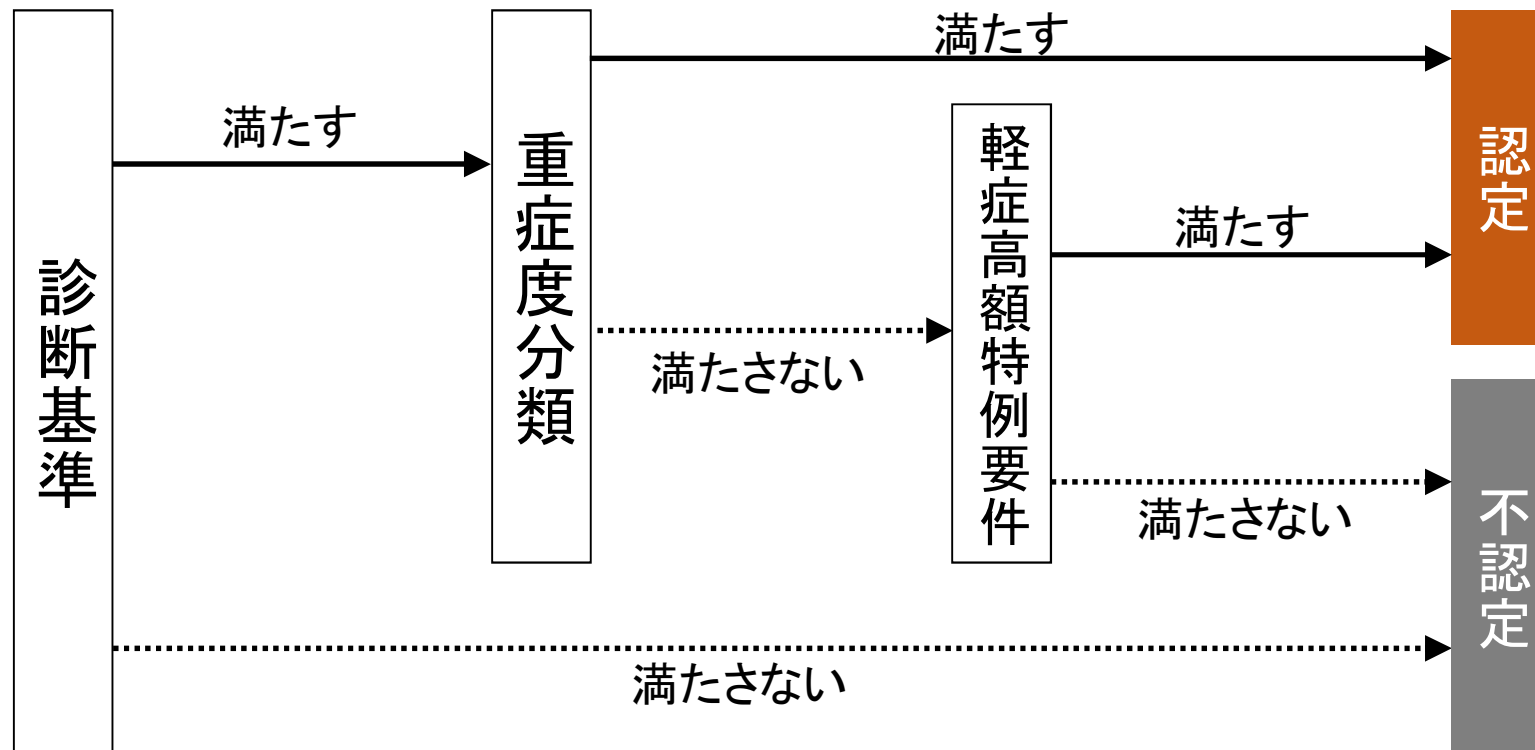 診断基準
満たす
重症度分類
満たす
満たさない
軽症高額特例要件
満たす
満たさない
満たさない
認定
不認定